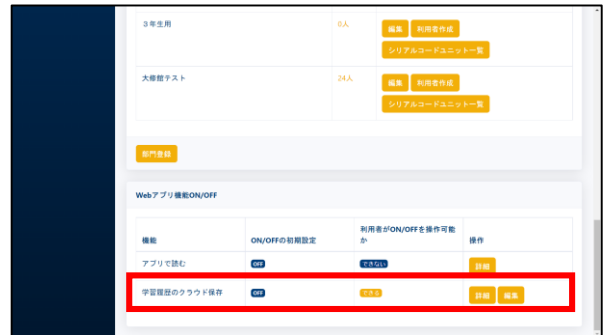 ３年生用 0人 編集 利用者作成
シリアルコードユニット一覧
大修館テスト 24人 編集 利用者作成
シリアルコードユニット一覧
部門登録
Webアプリ機能ON/OFF
機能 ON/OFFの初期設定 利用者がON/OFFを操作可能か 操作
アプリで読む OFF できない 詳細
学習履歴のクラウド保存 OFF できる 詳細 編集